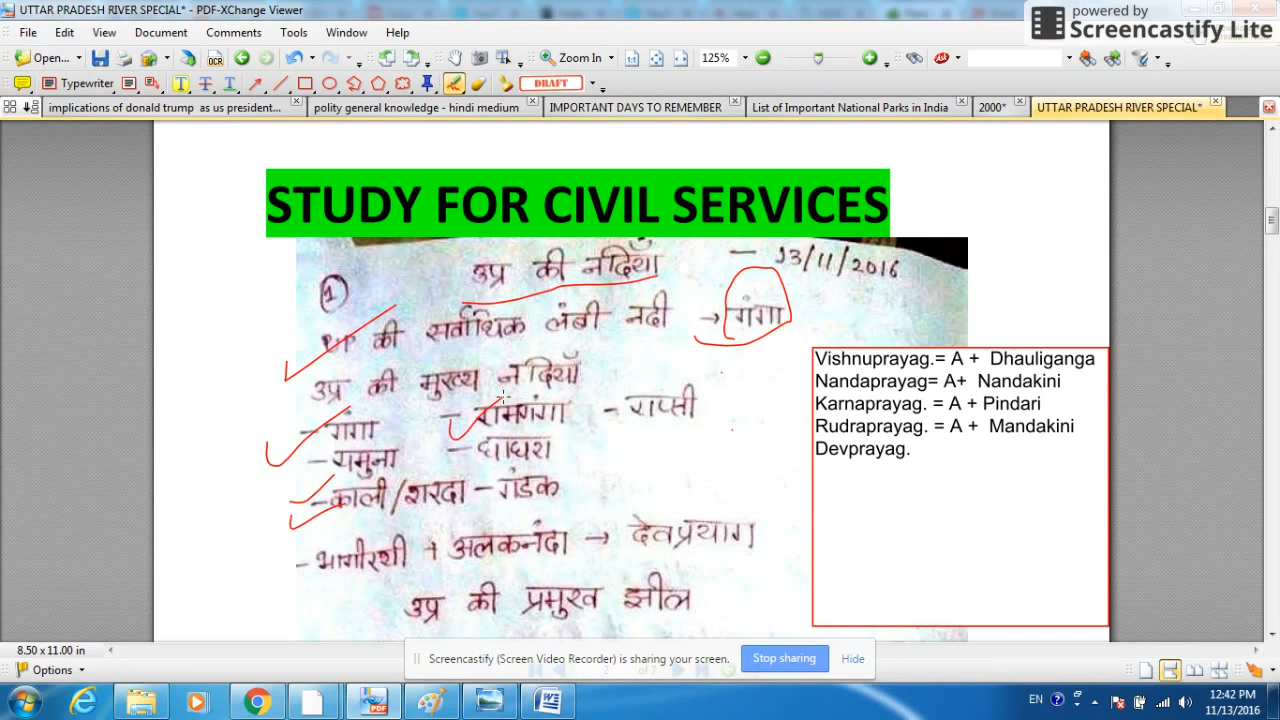 UTTAR PRADESH RIVER SPECIAL* - PDF-XChange Viewer
powered by
Screencastify Lite
File Edit View Document Comments Tools Window Help
Open... OCR Zoom In 125%
Typewriter T T T DRAFT
implications of donald trump as us president... polity general knowledge - hindi medium IMPORTANT DAYS TO REMEMBER List of Important National Parks in India 2000* UTTAR PRADESH RIVER SPECIAL*
STUDY FOR CIVIL SERVICES
उप्र की नदियाँ — 13/11/2016
1
की सर्वाधिक लंबी नदी → गंगा
उप्र की मुख्य नदियाँ
- गंगा - रामगंगा - राप्ती
- यमुना - घाघरा
- काली/शरदा - गंडक
- भागीरथी + अलकनंदा → देवप्रयाग
उप्र की प्रमुख झील
Vishnuprayag.= A + Dhauliganga
Nandaprayag= A+ Nandakini
Karnaprayag. = A + Pindari
Rudraprayag. = A + Mandakini
Devprayag.
8.50 x 11.00 in
Screencastify (Screen Video Recorder) is sharing your screen. Stop sharing Hide
Options
EN 12:42 PM
11/13/2016